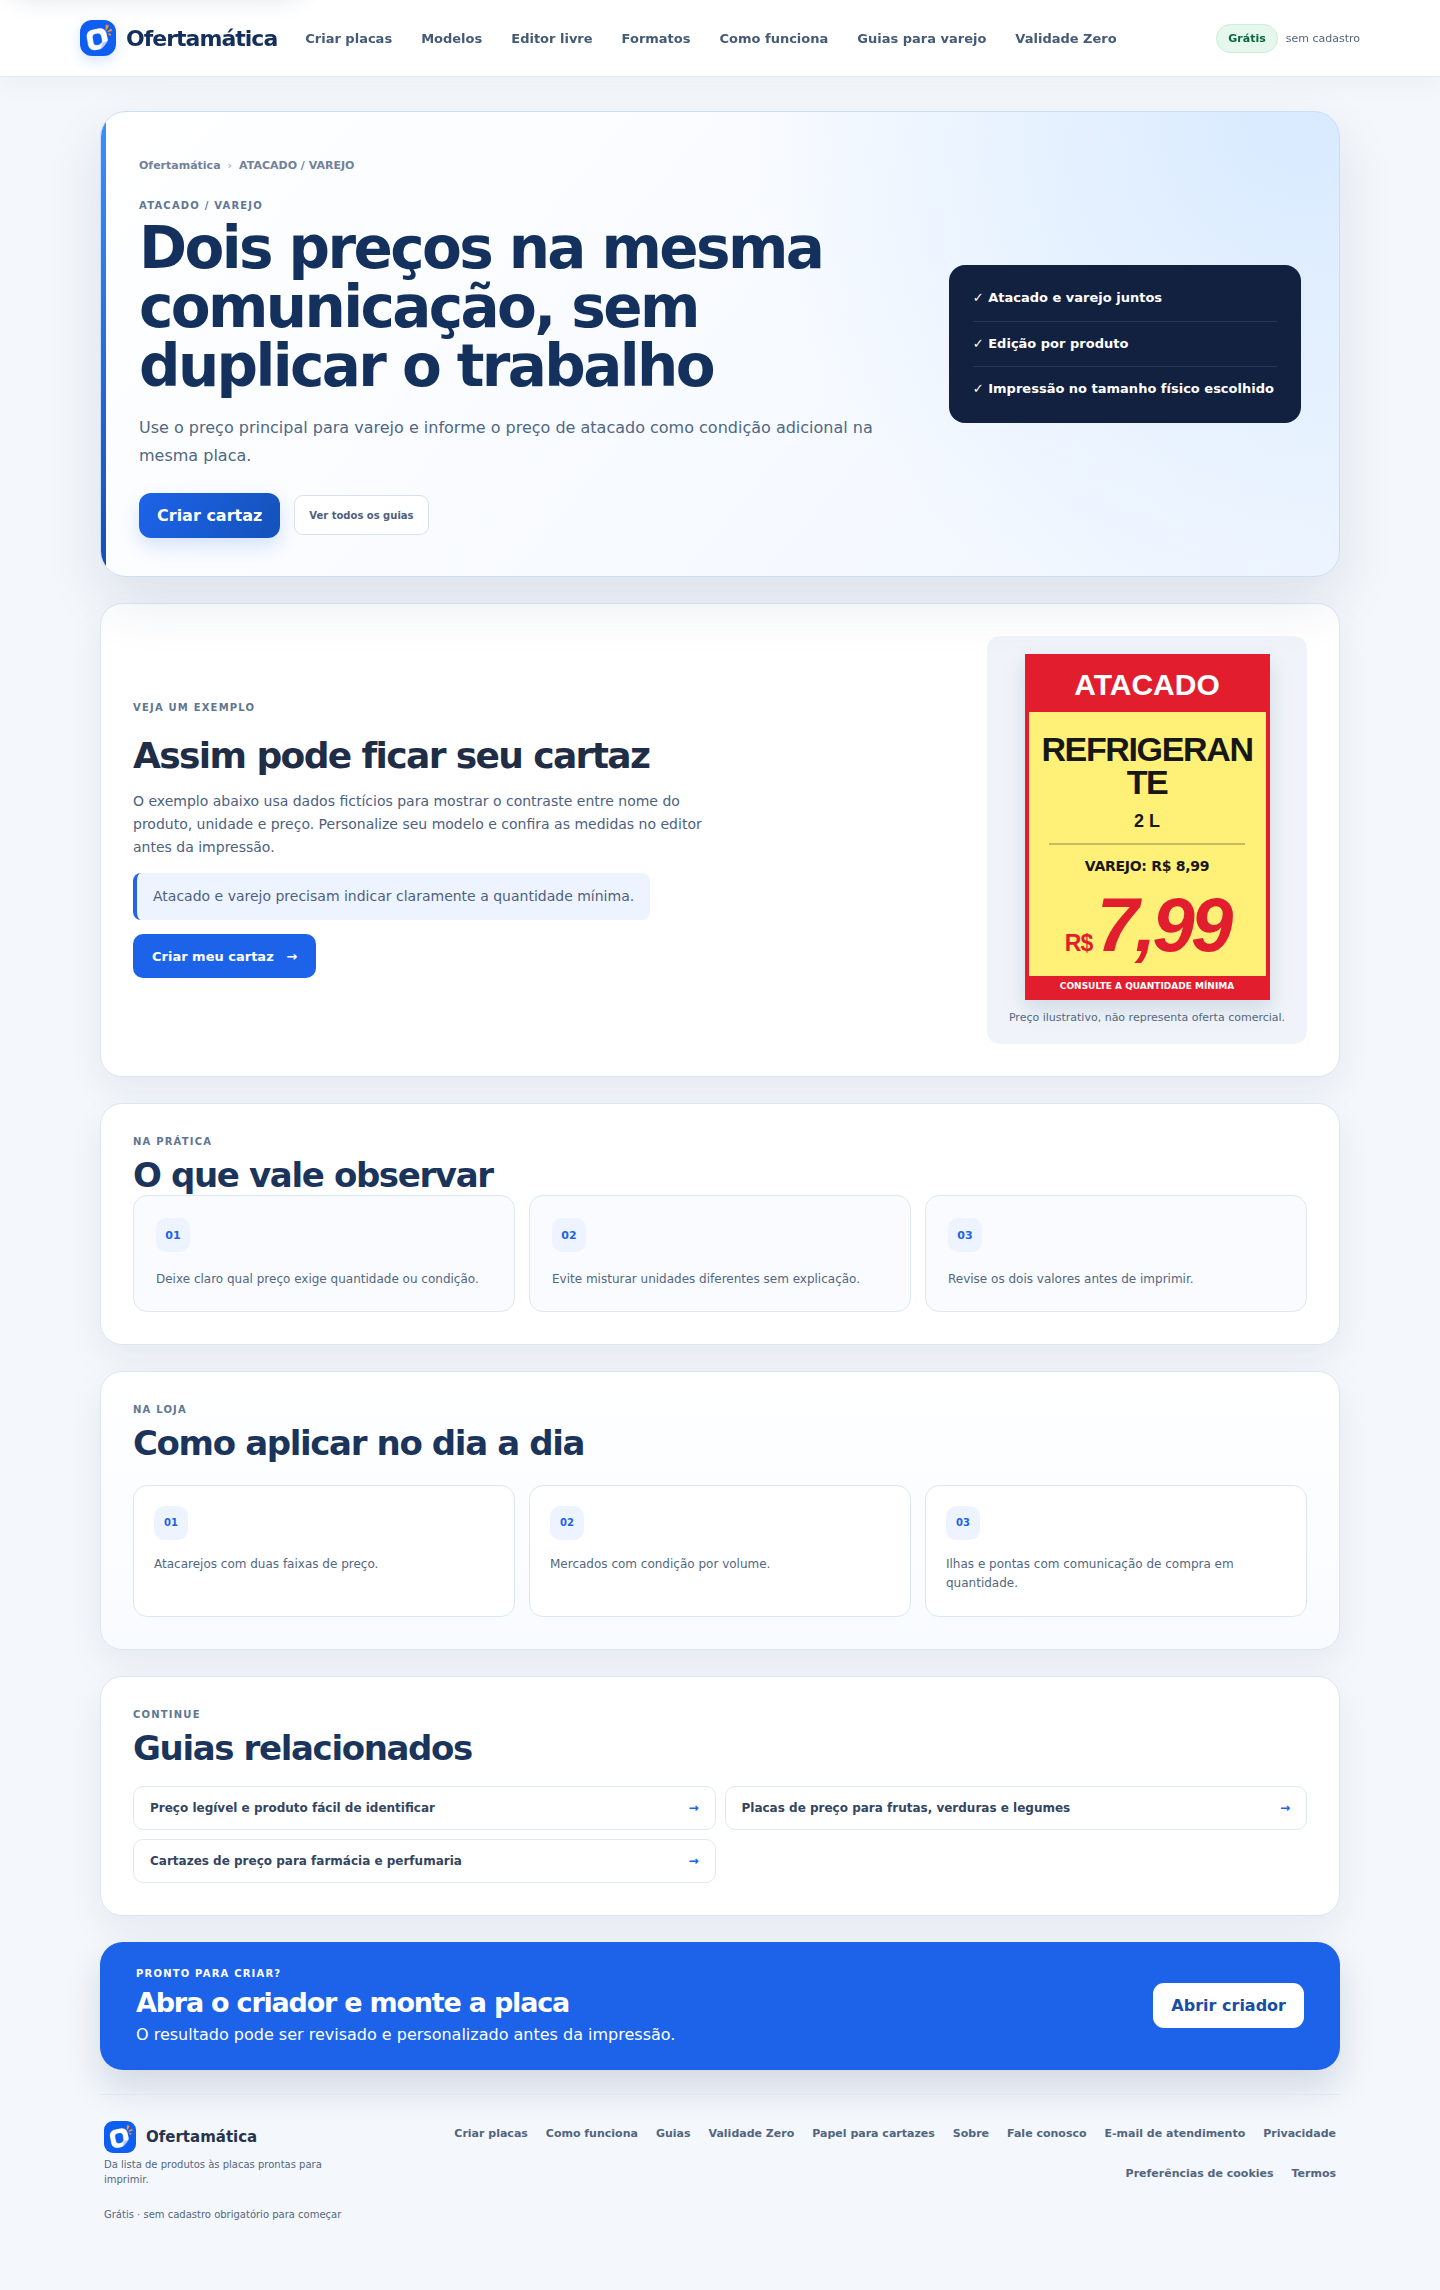 Ofertamática
Criar placas
Modelos
Editor livre
Formatos
Como funciona
Guias para varejo
Validade Zero
Grátis
sem cadastro
Ofertamática › ATACADO / VAREJO
ATACADO / VAREJO
Dois preços na mesma
comunicação, sem
duplicar o trabalho
Use o preço principal para varejo e informe o preço de atacado como condição adicional na
mesma placa.
Criar cartaz
Ver todos os guias
✓ Atacado e varejo juntos
✓ Edição por produto
✓ Impressão no tamanho físico escolhido
VEJA UM EXEMPLO
Assim pode ficar seu cartaz
O exemplo abaixo usa dados fictícios para mostrar o contraste entre nome do
produto, unidade e preço. Personalize seu modelo e confira as medidas no editor
antes da impressão.
Atacado e varejo precisam indicar claramente a quantidade mínima.
Criar meu cartaz →
ATACADO
REFRIGERAN
TE
2 L
VAREJO: R$ 8,99
R$ 7,99
CONSULTE A QUANTIDADE MÍNIMA
Preço ilustrativo, não representa oferta comercial.
NA PRÁTICA
O que vale observar
01
Deixe claro qual preço exige quantidade ou condição.
02
Evite misturar unidades diferentes sem explicação.
03
Revise os dois valores antes de imprimir.
NA LOJA
Como aplicar no dia a dia
01
Atacarejos com duas faixas de preço.
02
Mercados com condição por volume.
03
Ilhas e pontas com comunicação de compra em
quantidade.
CONTINUE
Guias relacionados
Preço legível e produto fácil de identificar →
Placas de preço para frutas, verduras e legumes →
Cartazes de preço para farmácia e perfumaria →
PRONTO PARA CRIAR?
Abra o criador e monte a placa
O resultado pode ser revisado e personalizado antes da impressão.
Abrir criador
Ofertamática
Da lista de produtos às placas prontas para
imprimir.
Grátis · sem cadastro obrigatório para começar
Criar placas
Como funciona
Guias
Validade Zero
Papel para cartazes
Sobre
Fale conosco
E-mail de atendimento
Privacidade
Preferências de cookies
Termos